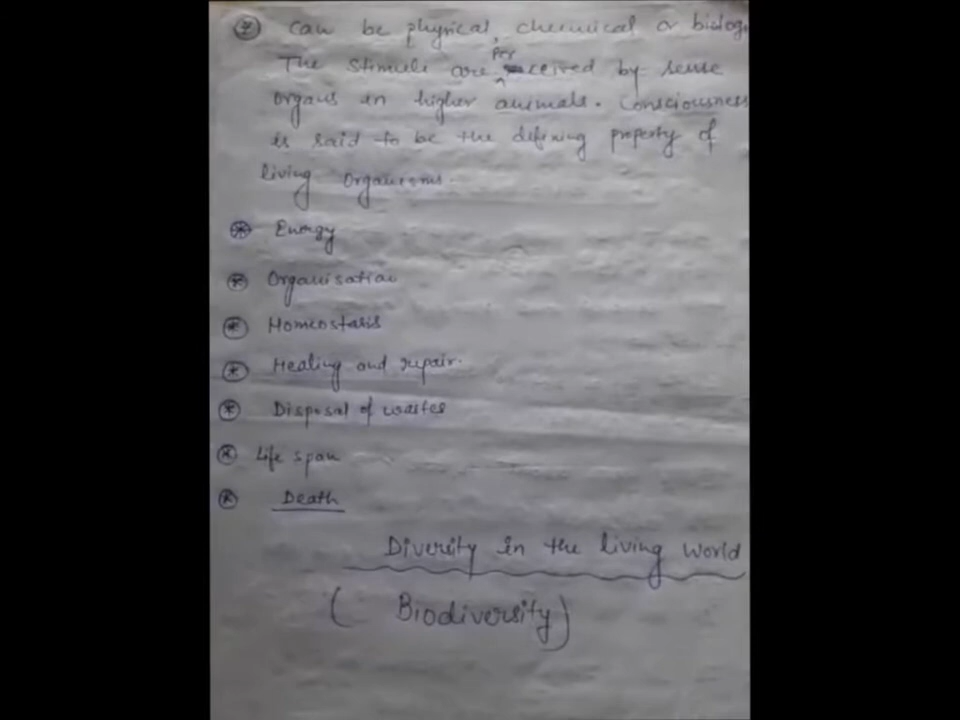 Can be physical, chemical or biolog
The stimuli are perceived by sense
organs in higher animals. Consciousness
is said to be the defining property of
living Organisms.
Energy
Organisation
Homeostasis
Healing and repair.
Disposal of wastes
Life span
Death
Diversity in the living world
( Biodiversity)